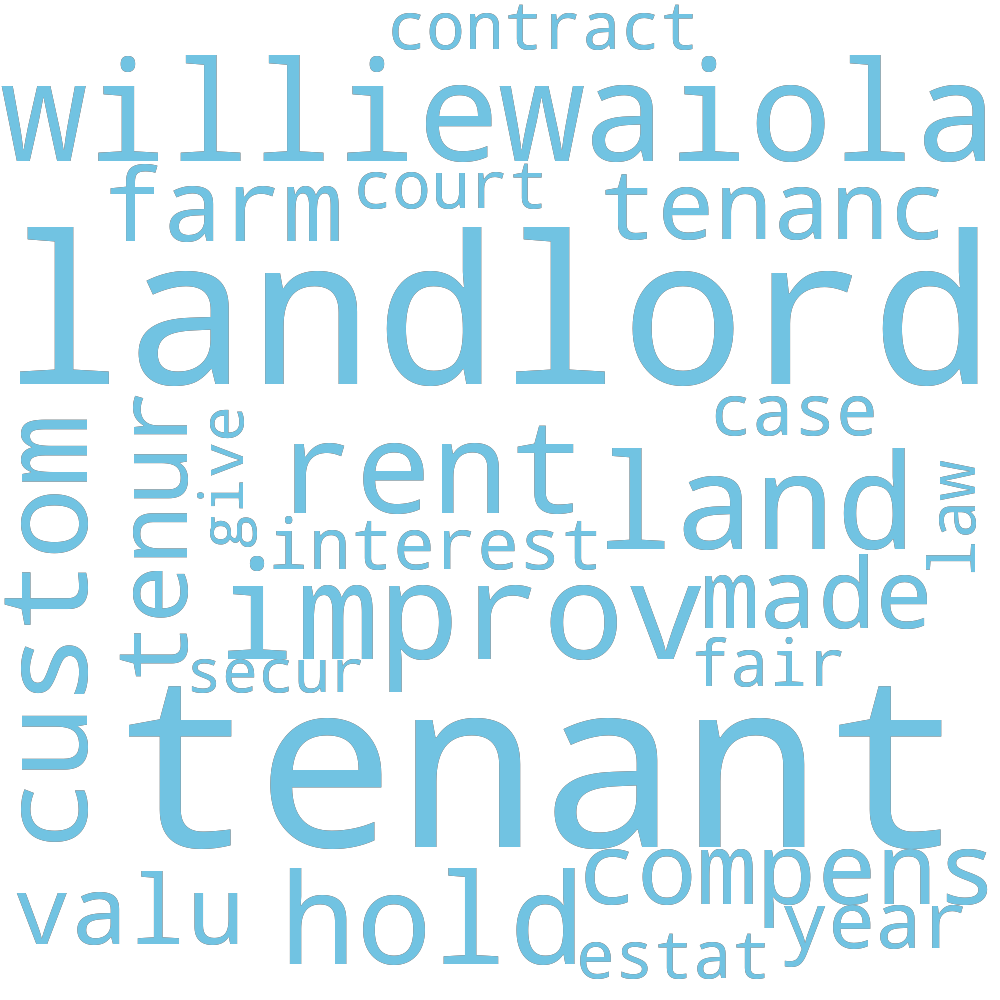 contract
williewaiola
farm
court
tenanc
landlord
case
custom
tenur
give
rent
land
law
interest
improv
made
secur
fair
tenant
compens
valu
hold
year
estat